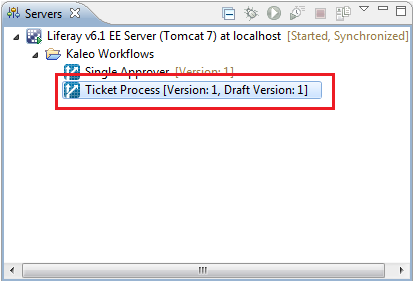 Servers
Liferay v6.1 EE Server (Tomcat 7) at localhost [Started, Synchronized]
Kaleo Workflows
Single Approver [Version: 1]
Ticket Process [Version: 1, Draft Version: 1]